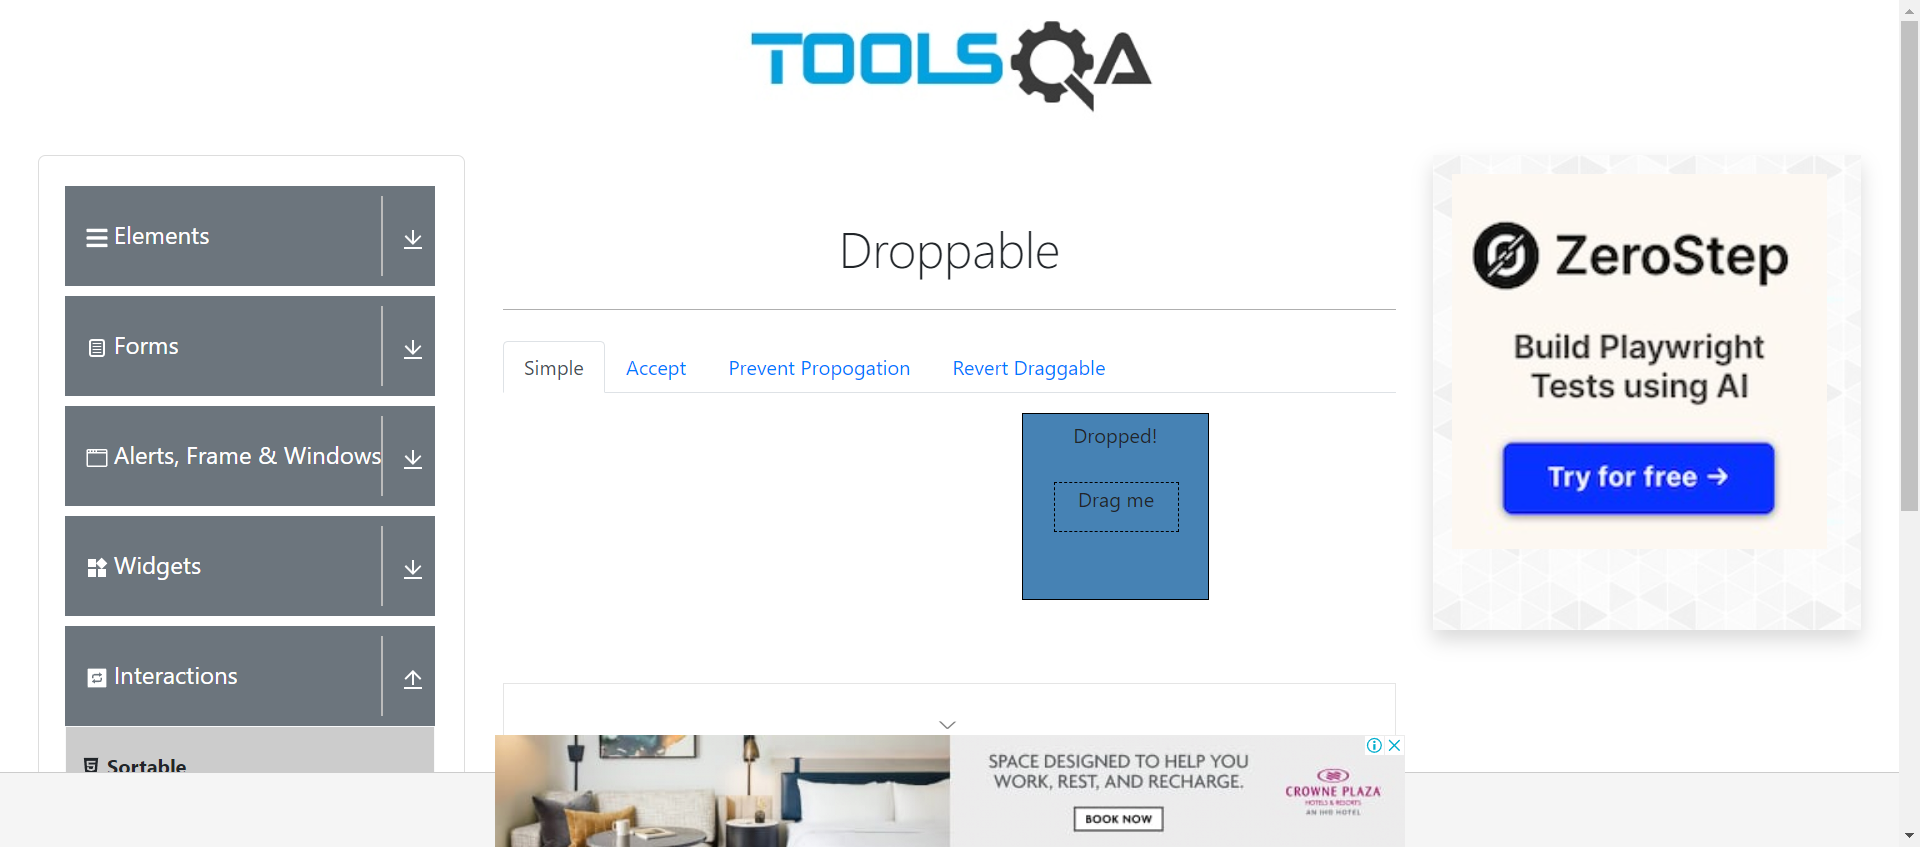 TOOLSQA
Elements
Forms
Alerts, Frame & Windows
Widgets
Interactions
Sortable
Droppable
Simple
Accept
Prevent Propogation
Revert Draggable
Dropped!
Drag me
ZeroStep
Build Playwright
Tests using AI
Try for free →
SPACE DESIGNED TO HELP YOU
WORK, REST, AND RECHARGE.
BOOK NOW
CROWNE PLAZA
HOTELS & RESORTS
AN IHG HOTEL